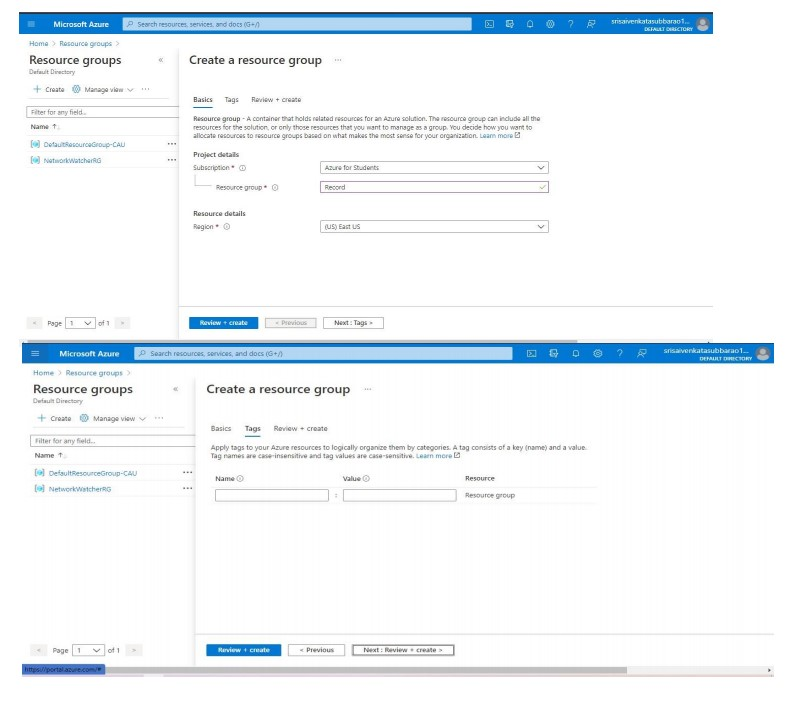 Microsoft Azure
Search resources, services, and docs (G+/)
srisaivenkatasubbarao1...
DEFAULT DIRECTORY
Home > Resource groups >
Resource groups «
Default Directory
+ Create Manage view ...
Filter for any field...
Name ↑↓
DefaultResourceGroup-CAU ...
NetworkWatcherRG ...
< Page 1 of 1 >
Create a resource group ...
Basics Tags Review + create
Resource group - A container that holds related resources for an Azure solution. The resource group can include all the
resources for the solution, or only those resources that you want to manage as a group. You decide how you want to
allocate resources to resource groups based on what makes the most sense for your organization. Learn more
Project details
Subscription * Azure for Students
Resource group * Record
Resource details
Region * (US) East US
Review + create < Previous Next : Tags >
Microsoft Azure
Search resources, services, and docs (G+/)
srisaivenkatasubbarao1...
DEFAULT DIRECTORY
Home > Resource groups >
Resource groups «
Default Directory
+ Create Manage view ...
Filter for any field...
Name ↑↓
DefaultResourceGroup-CAU ...
NetworkWatcherRG ...
< Page 1 of 1 >
Create a resource group ...
Basics Tags Review + create
Apply tags to your Azure resources to logically organize them by categories. A tag consists of a key (name) and a value.
Tag names are case-insensitive and tag values are case-sensitive. Learn more
Name Value Resource
: Resource group
Review + create < Previous Next : Review + create >
https://portal.azure.com/#